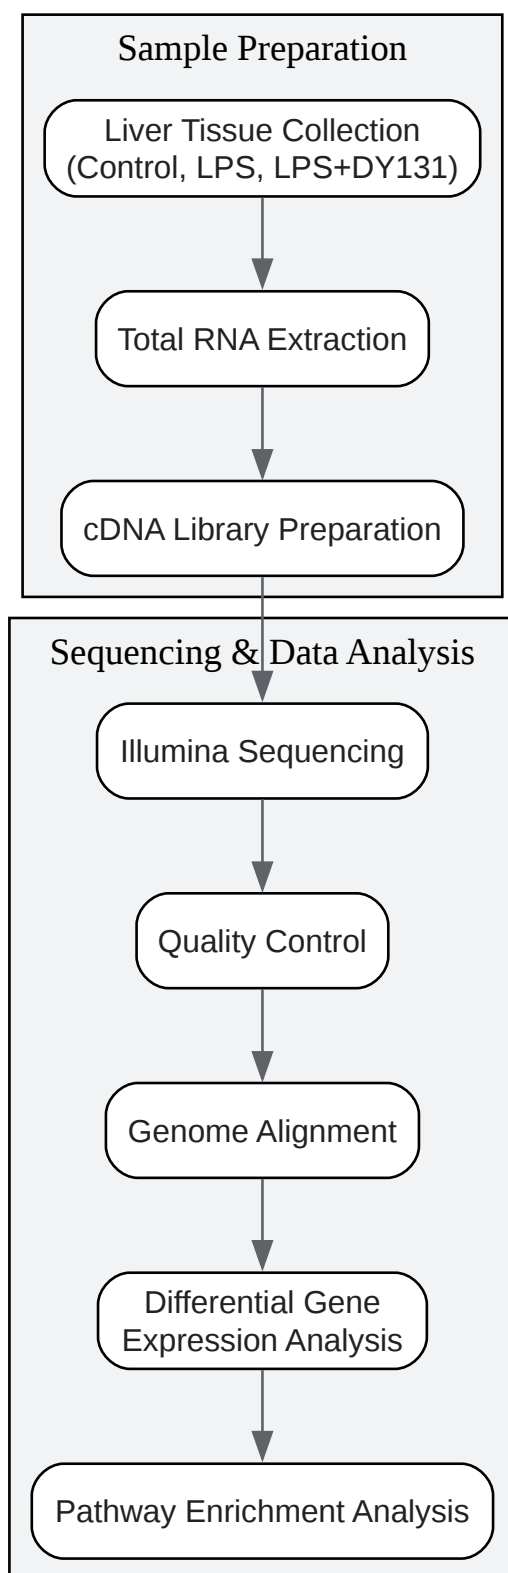 Sample Preparation
Liver Tissue Collection
(Control, LPS, LPS+DY131)
Total RNA Extraction
cDNA Library Preparation
Sequencing & Data Analysis
Illumina Sequencing
Quality Control
Genome Alignment
Differential Gene
Expression Analysis
Pathway Enrichment Analysis